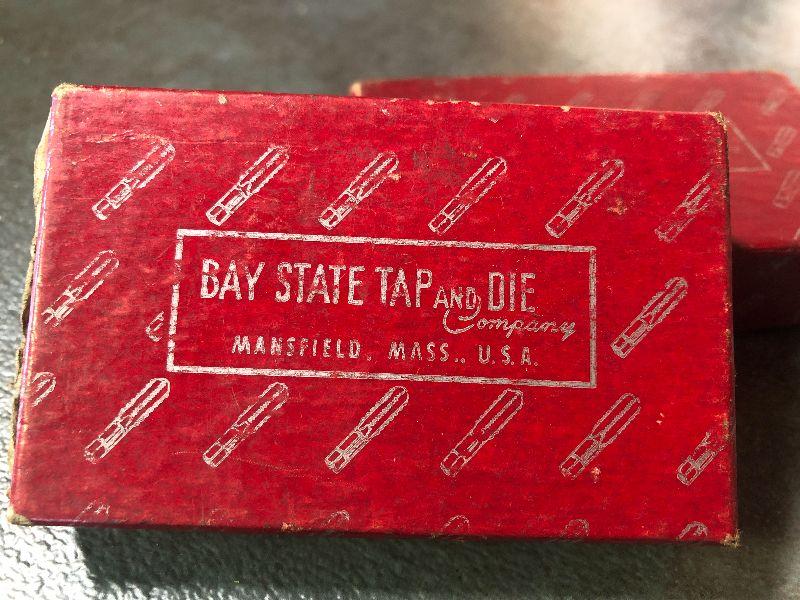 BAY STATE TAP AND DIE
Company
MANSFIELD, MASS., U.S.A.